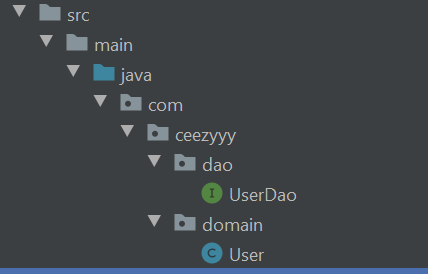 src
main
java
com
ceezyyy
dao
I UserDao
domain
C User